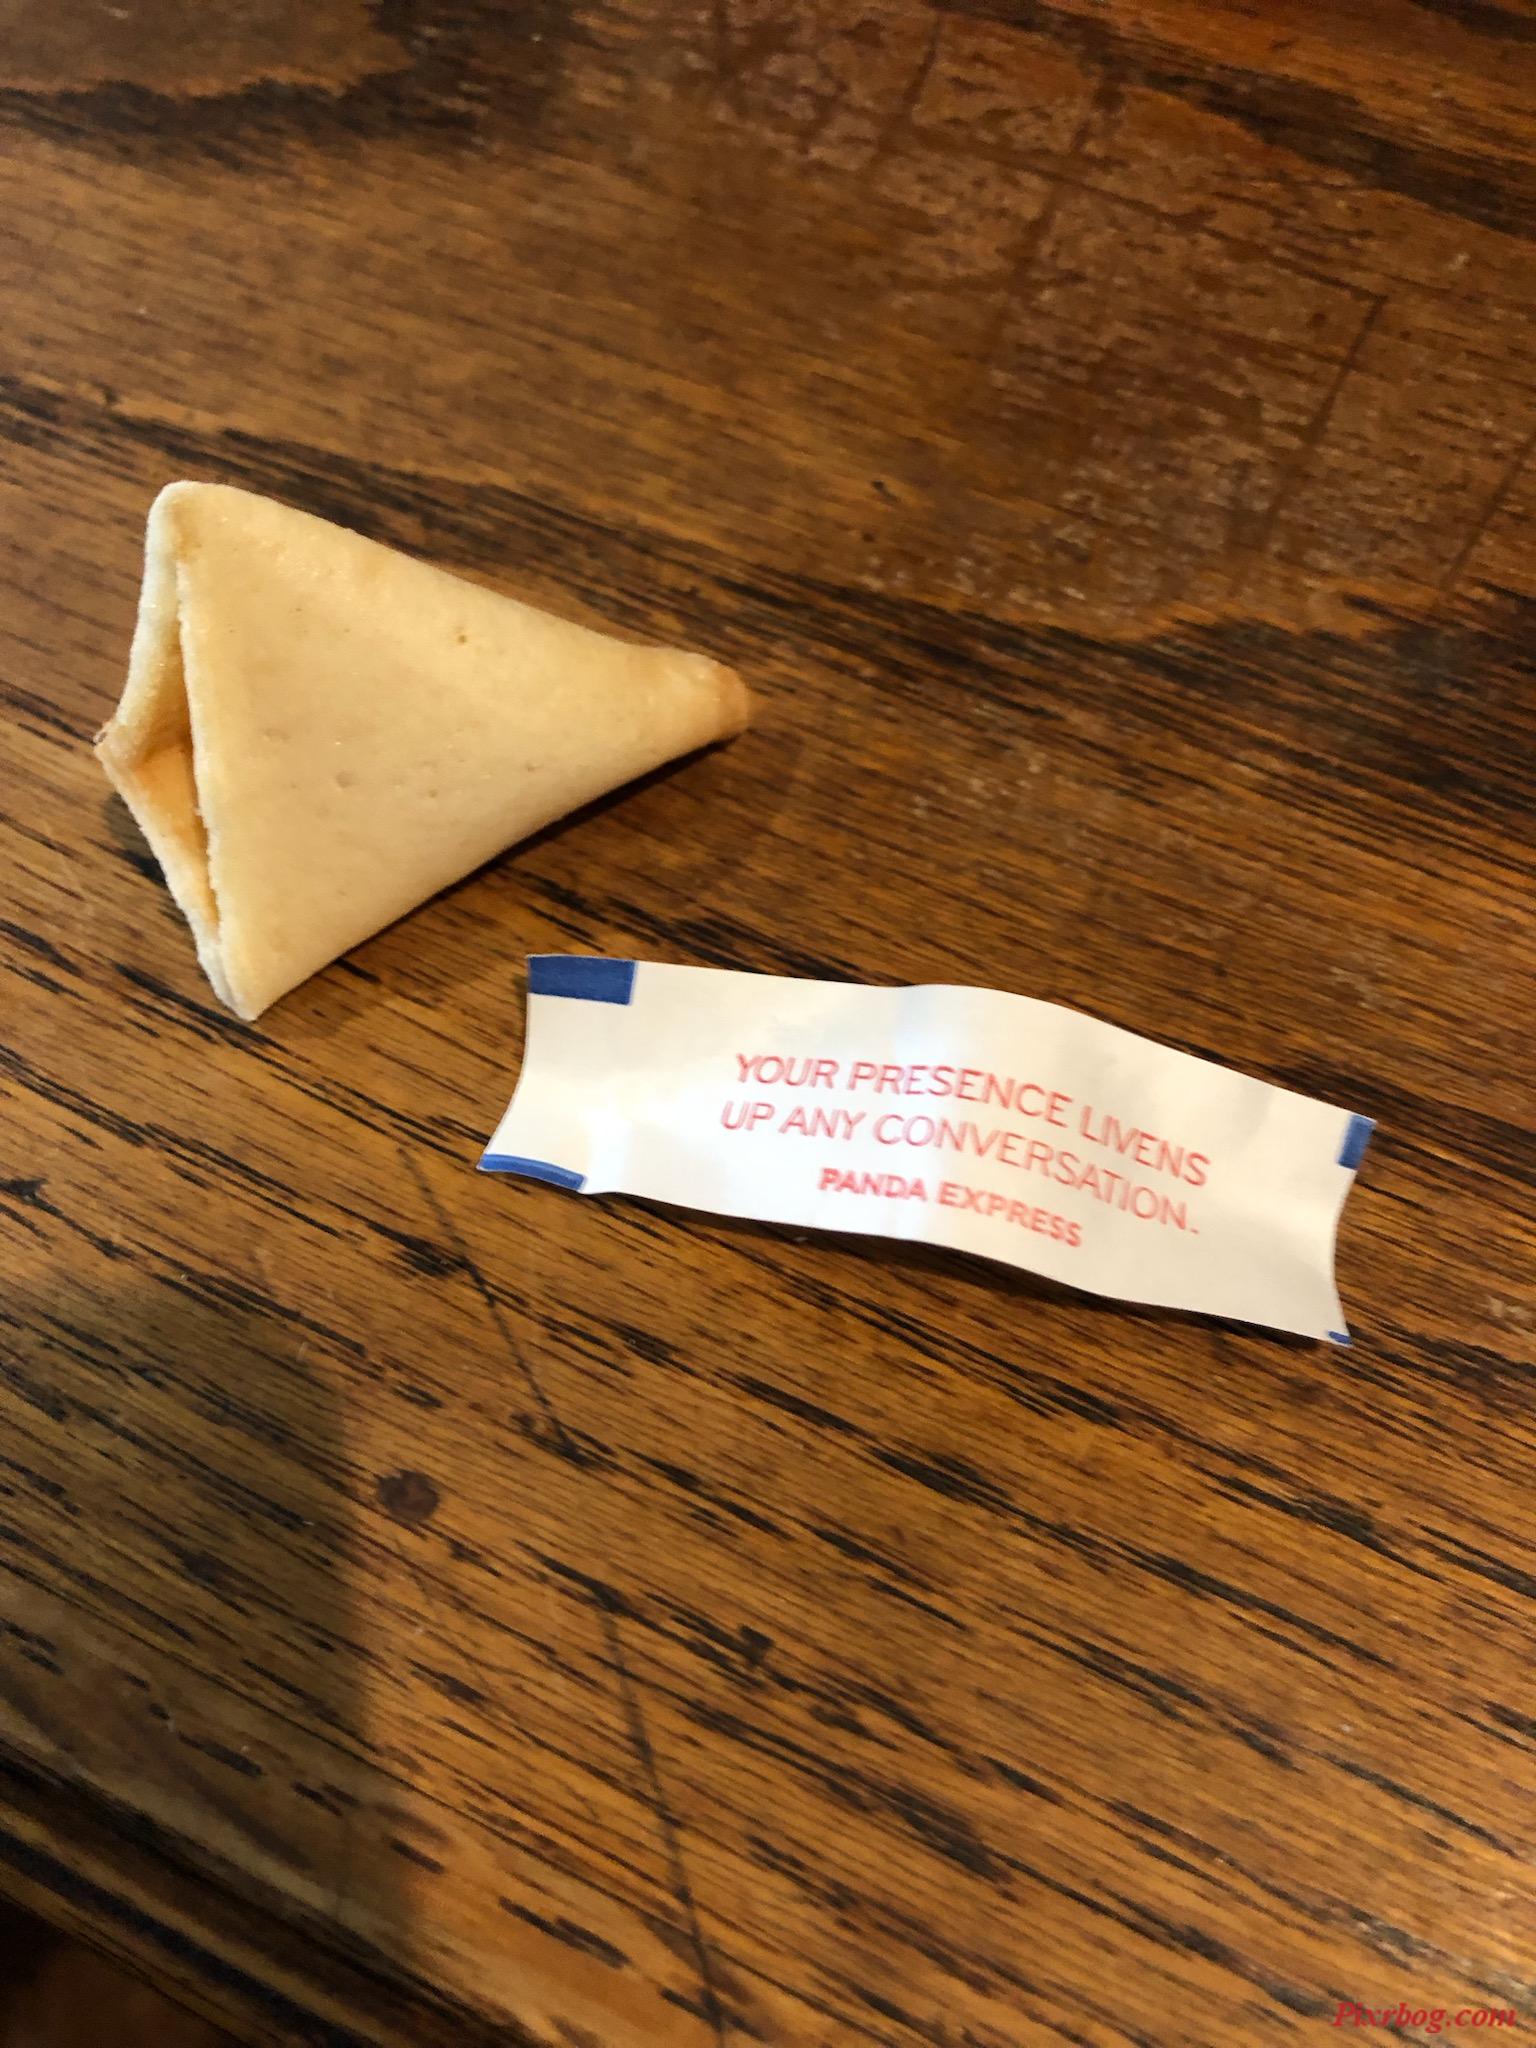 YOUR PRESENCE LIVENS
UP ANY CONVERSATION.
PANDA EXPRESS
Pixrbog.com